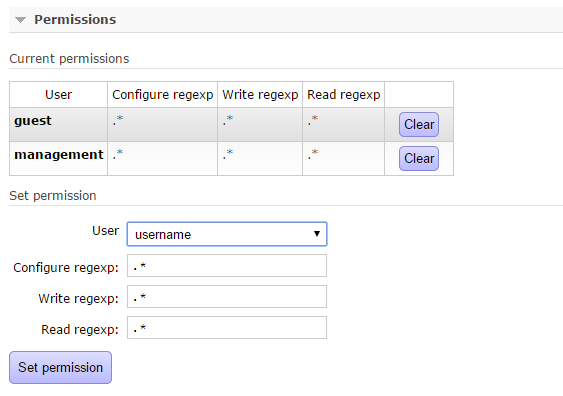 Permissions
Current permissions
User Configure regexp Write regexp Read regexp
guest .* .* .* Clear
management .* .* .* Clear
Set permission
User username
Configure regexp: .*
Write regexp: .*
Read regexp: .*
Set permission